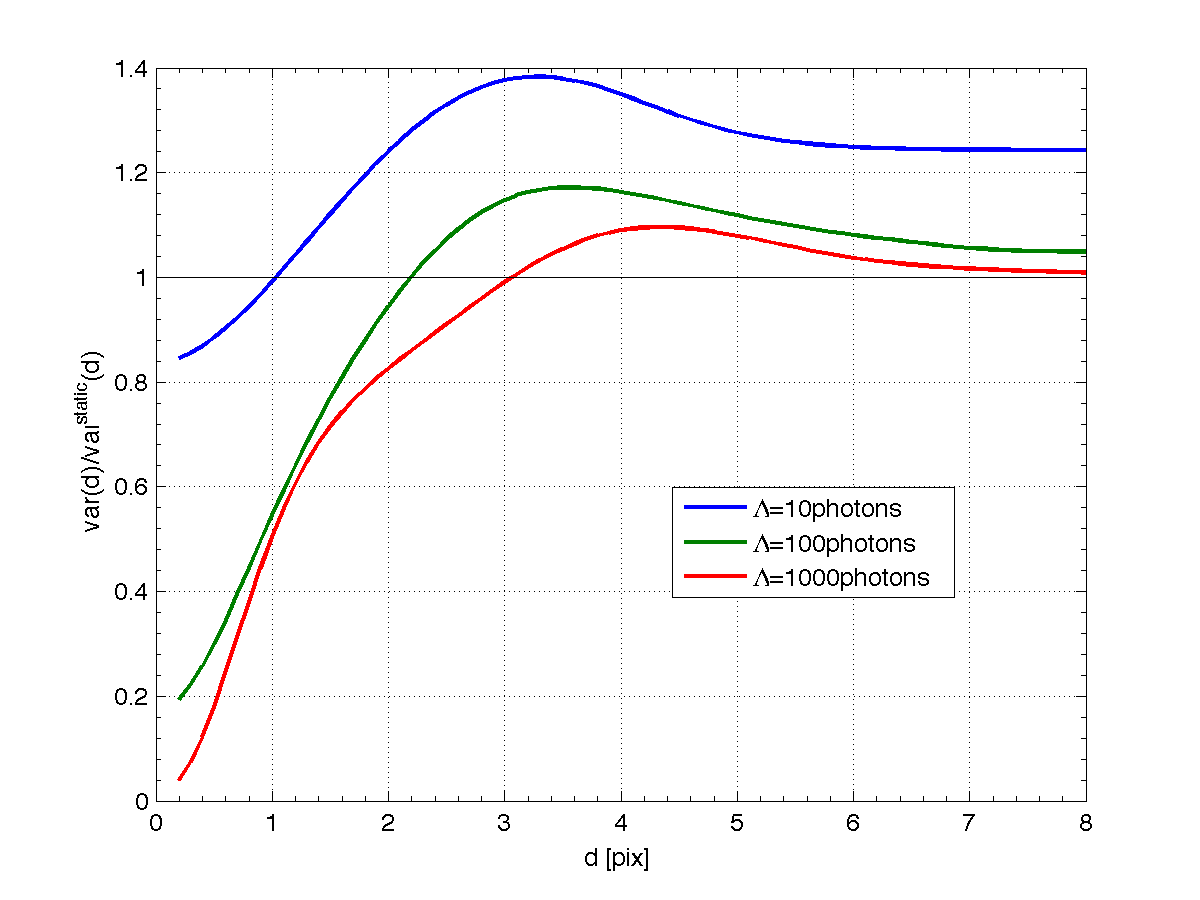 1.4
1.2
1
0.8
0.6
0.4
0.2
0
0 1 2 3 4 5 6 7 8
d [pix]
var(d)/val^static(d)
Λ=10photons
Λ=100photons
Λ=1000photons